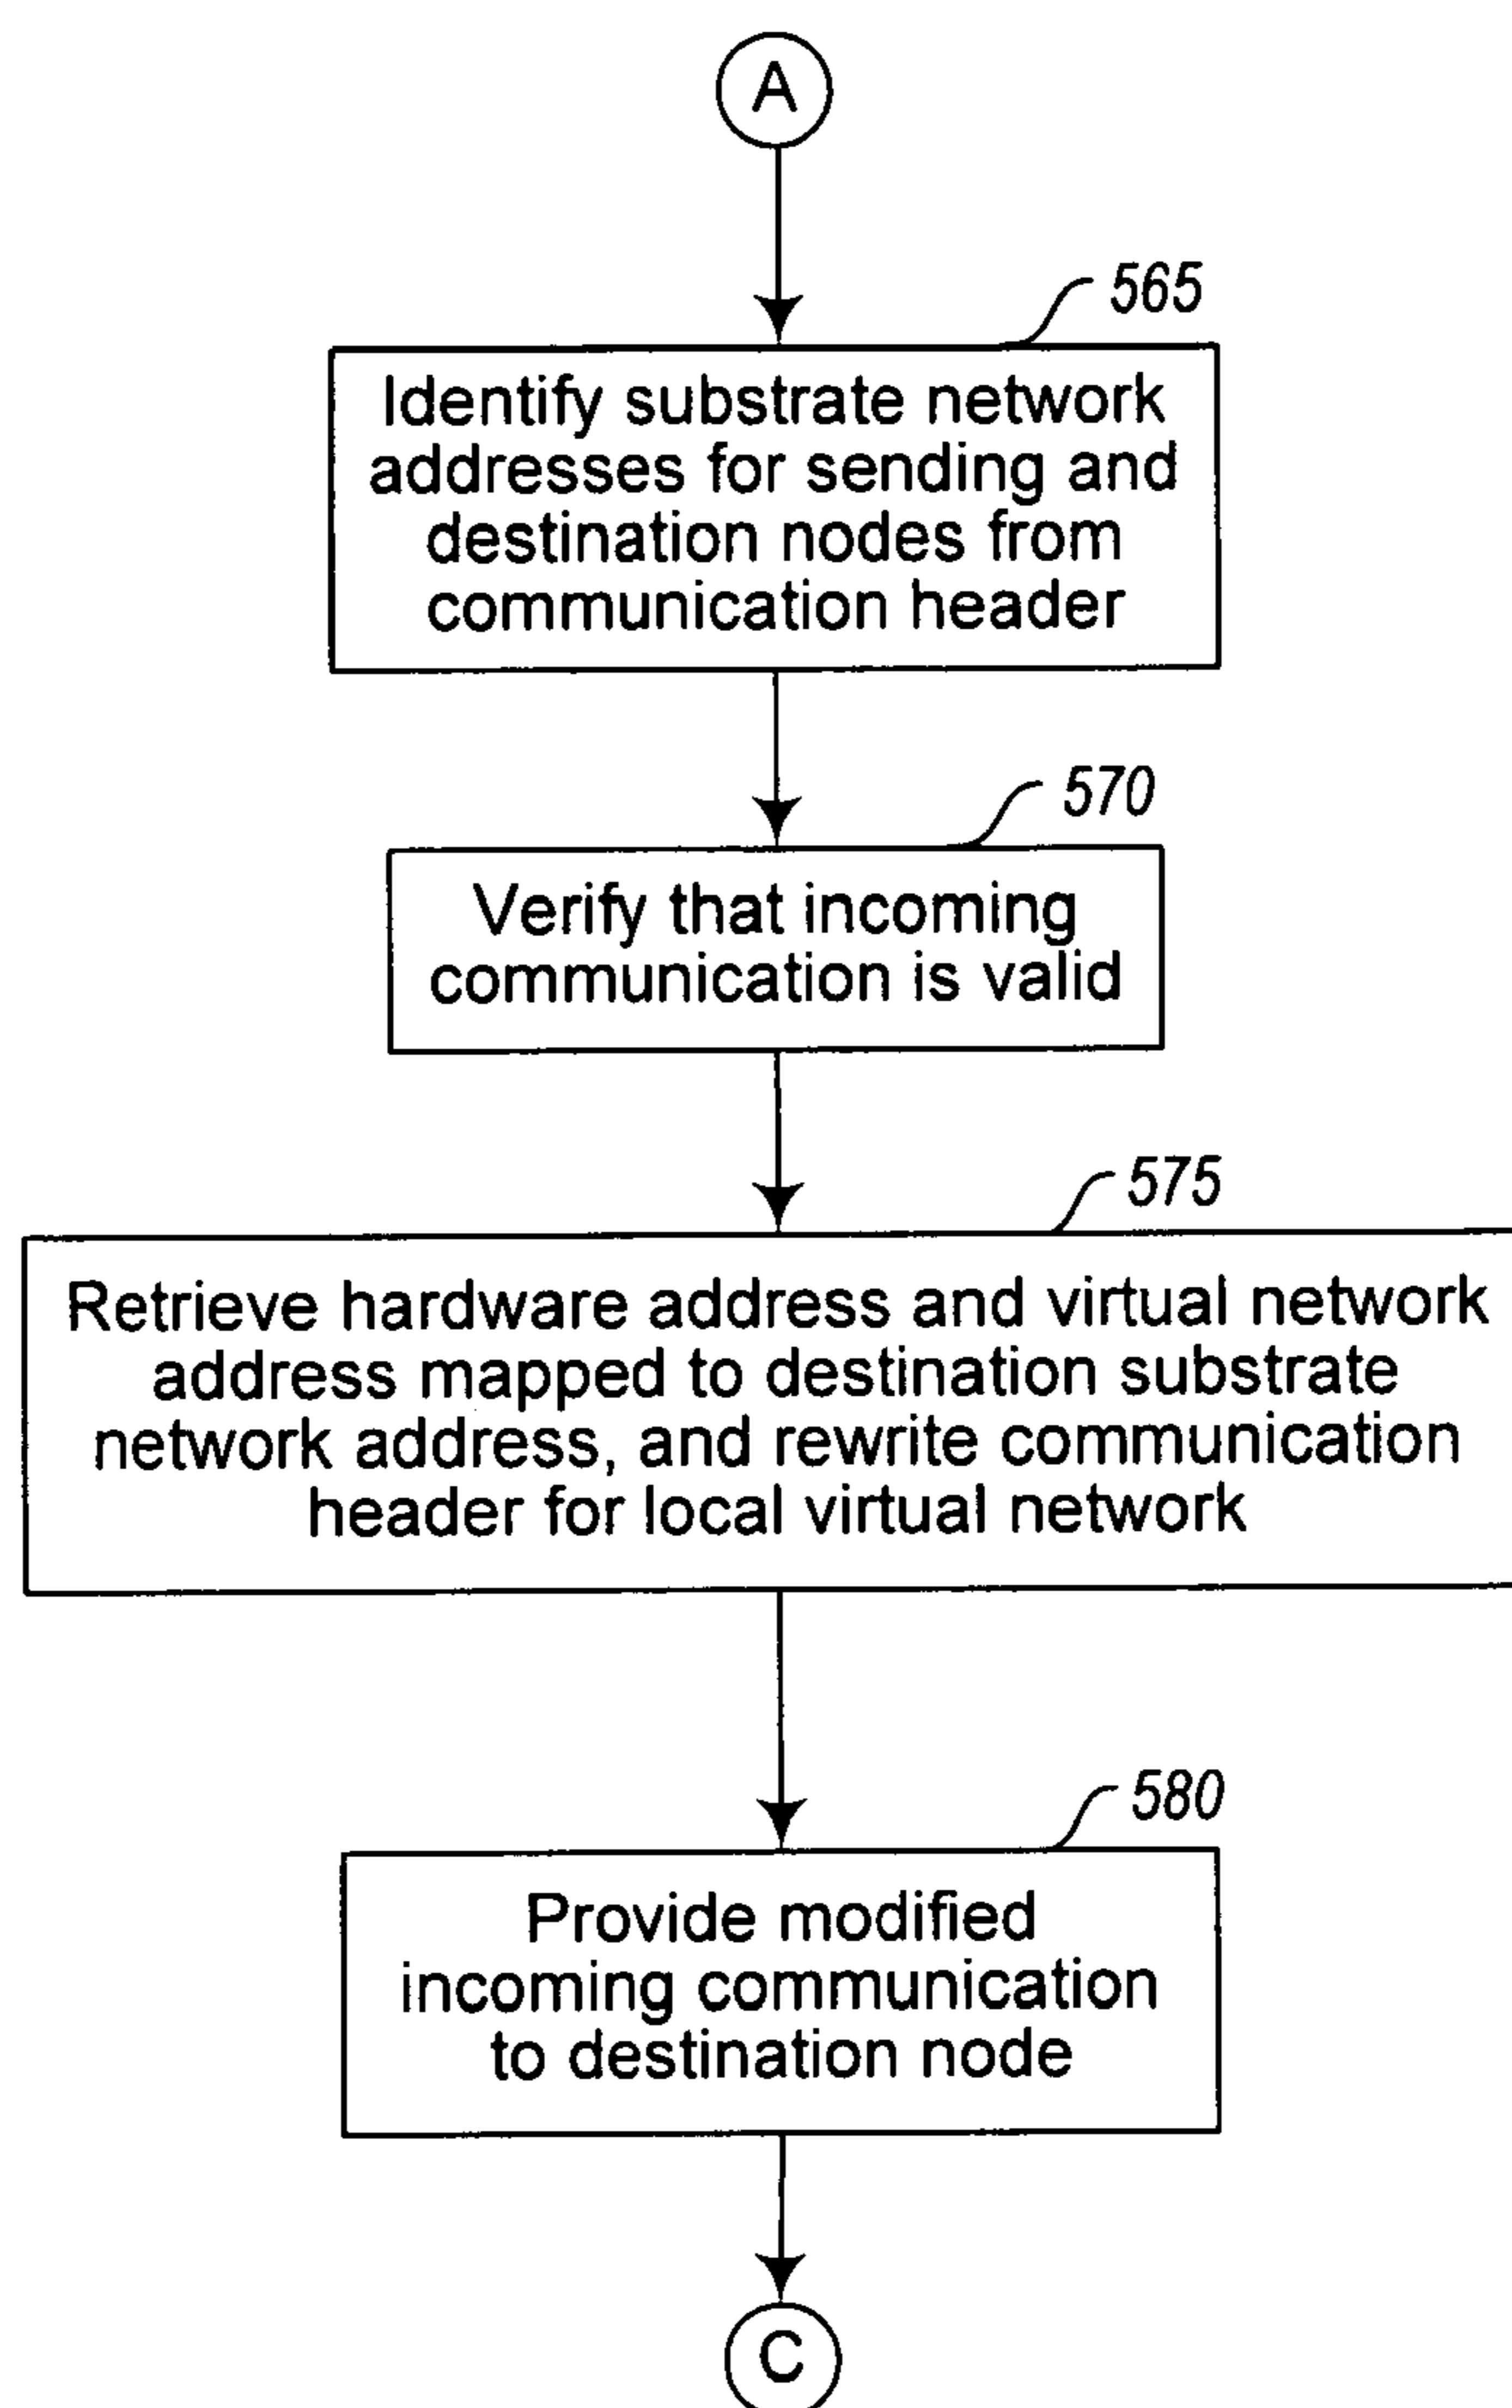 A
565
Identify substrate network
addresses for sending and
destination nodes from
communication header
570
Verify that incoming
communication is valid
575
Retrieve hardware address and virtual network
address mapped to destination substrate
network address, and rewrite communication
header for local virtual network
580
Provide modified
incoming communication
to destination node
C